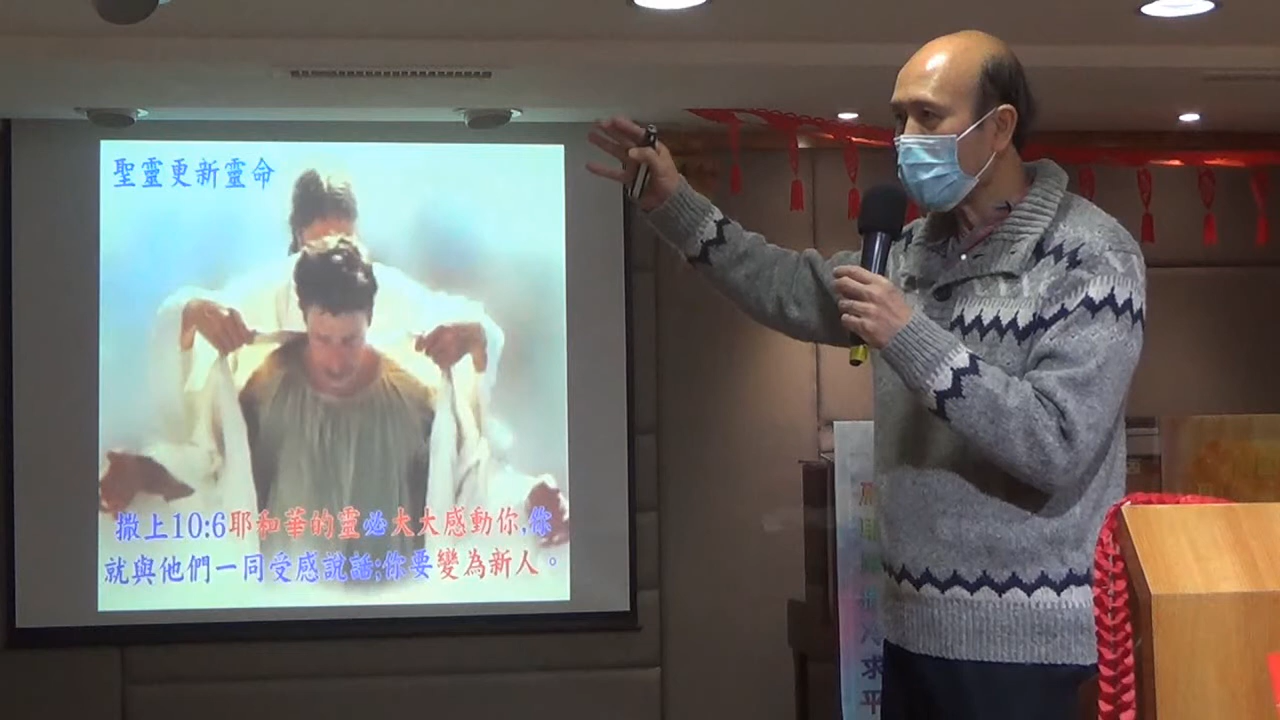 聖靈更新靈命
撒上10:6耶和華的靈必大大感動你,你
就與他們一同受感說話;你要變為新人。
求
平